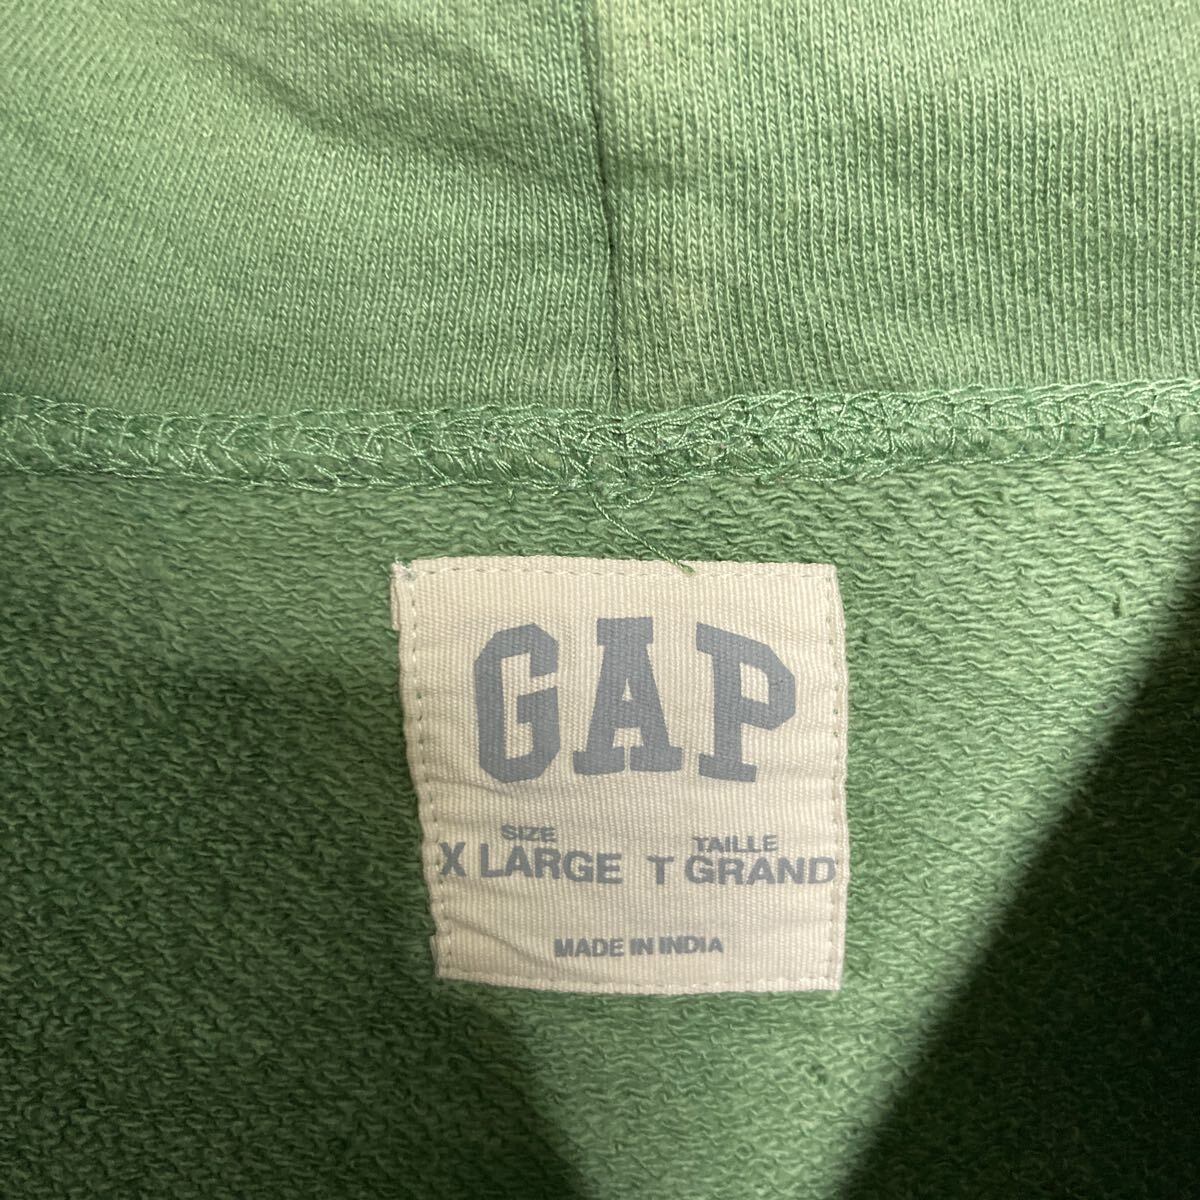 GAP
SIZE TAILLE
X LARGE T GRAND
MADE IN INDIA